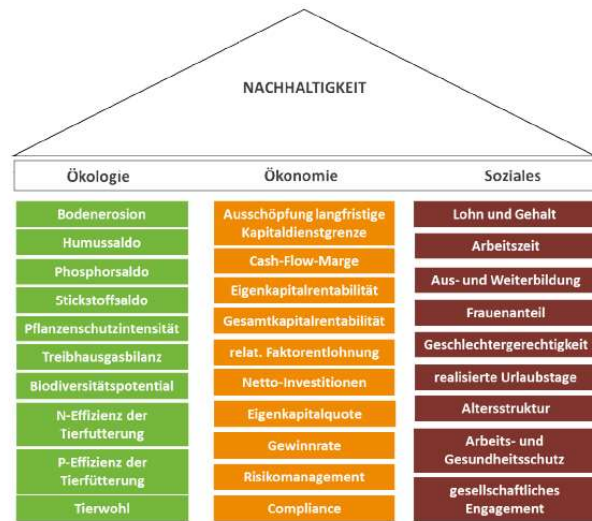 NACHHALTIGKEIT
Ökologie
Bodenerosion
Humussaldo
Phosphorsaldo
Stickstoffsaldo
Pflanzenschutzintensität
Treibhausgasbilanz
Biodiversitätspotential
N-Effizienz der
Tierfutterung
P-Effizienz der
Tierfütterung
Tierwohl
Ökonomie
Ausschöpfung langfristige
Kapitaldienstgrenze
Cash-Flow-Marge
Eigenkapitalrentabilität
Gesamtkapitalrentabilität
relat. Faktorentlohnung
Netto-Investitionen
Eigenkapitalquote
Gewinnrate
Risikomanagement
Compliance
Soziales
Lohn und Gehalt
Arbeitszeit
Aus- und Weiterbildung
Frauenanteil
Geschlechtergerechtigkeit
realisierte Urlaubstage
Altersstruktur
Arbeits- und
Gesundheitsschutz
gesellschaftliches
Engagement